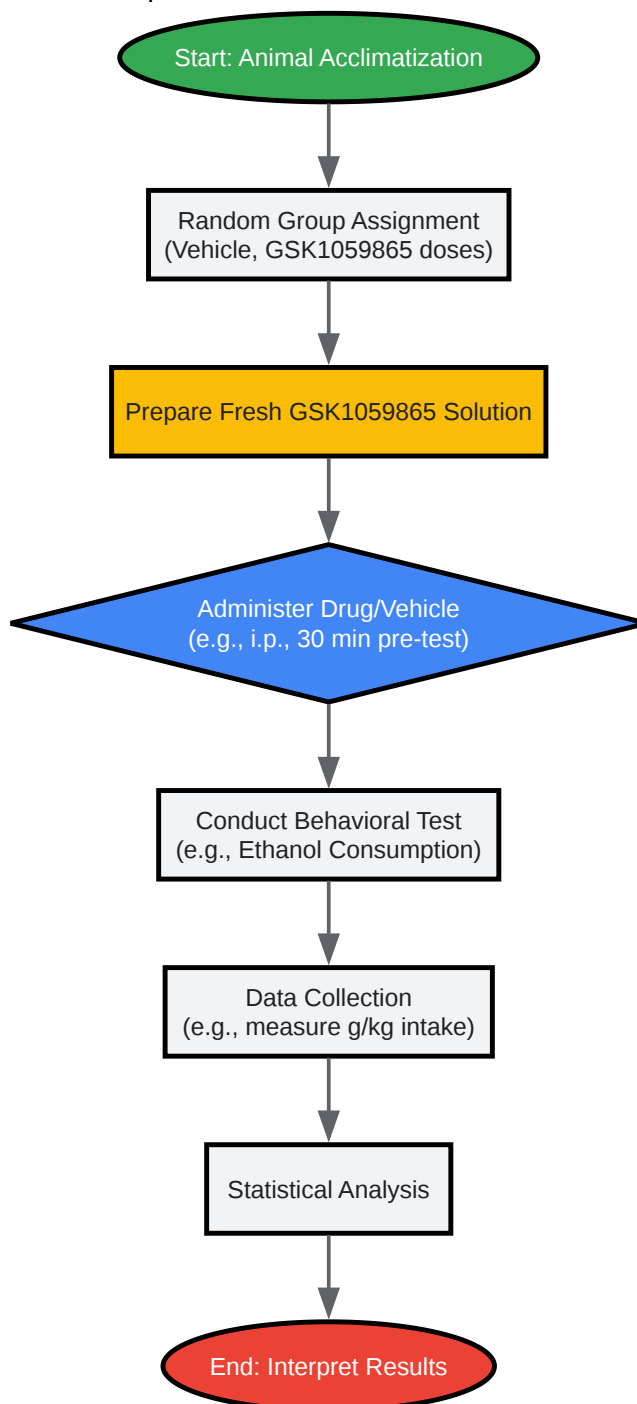 Start: Animal Acclimatization
Random Group Assignment
(Vehicle, GSK1059865 doses)
Prepare Fresh GSK1059865 Solution
Administer Drug/Vehicle
(e.g., i.p., 30 min pre-test)
Conduct Behavioral Test
(e.g., Ethanol Consumption)
Data Collection
(e.g., measure g/kg intake)
Statistical Analysis
End: Interpret Results